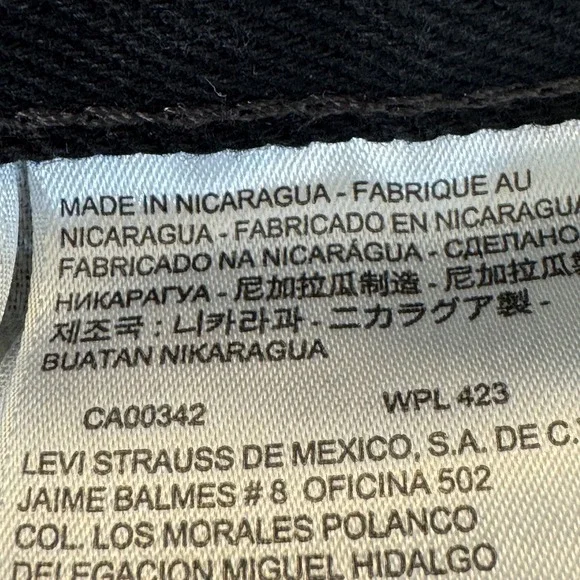 MADE IN NICARAGUA - FABRIQUE AU
NICARAGUA - FABRICADO EN NICARAGUA
FABRICADO NA NICARÁGUA - СДЕЛАНО
НИКАРАГУА - 尼加拉瓜制造 - 尼加拉瓜
제조국 : 니카라과 - ニカラグア製 -
BUATAN NIKARAGUA
CA00342 WPL 423
LEVI STRAUSS DE MEXICO, S.A. DE C.
JAIME BALMES # 8 OFICINA 502
COL. LOS MORALES POLANCO
DELEGACION MIGUEL HIDALGO